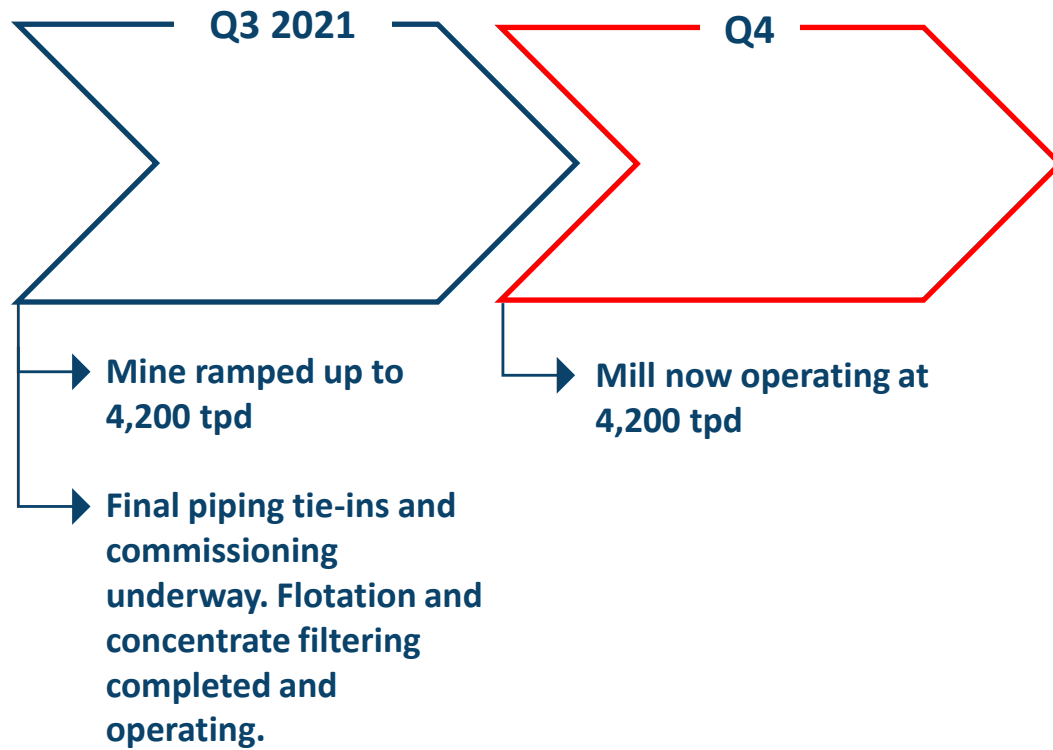 Q3 2021
Q4
Mine ramped up to
4,200 tpd
Final piping tie-ins and
commissioning
underway. Flotation and
concentrate filtering
completed and
operating.
Mill now operating at
4,200 tpd